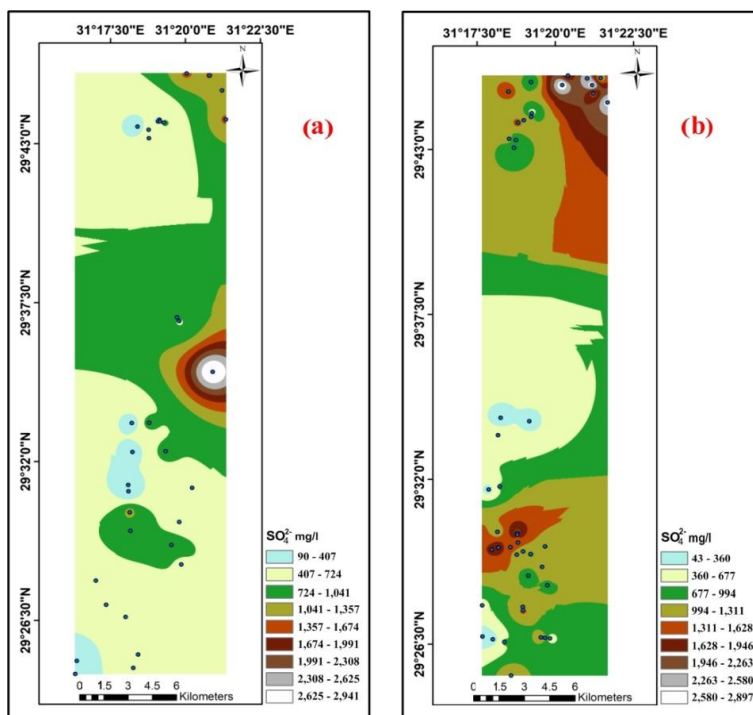 31°17'30"E 31°20'0"E 31°22'30"E
N
(a)
29°43'0"N
29°37'30"N
29°32'0"N
29°26'30"N
SO₄²⁻ mg/l
90 - 407
407 - 724
724 - 1,041
1,041 - 1,357
1,357 - 1,674
1,674 - 1,991
1,991 - 2,308
2,308 - 2,625
2,625 - 2,941
0 1.5 3 4.5 6
Kilometers
31°17'30"E 31°20'0"E 31°22'30"E
N
(b)
29°43'0"N
29°37'30"N
29°32'0"N
29°26'30"N
SO₄²⁻ mg/l
43 - 360
360 - 677
677 - 994
994 - 1,311
1,311 - 1,628
1,628 - 1,946
1,946 - 2,263
2,263 - 2,580
2,580 - 2,897
0 1.5 3 4.5 6
Kilometers